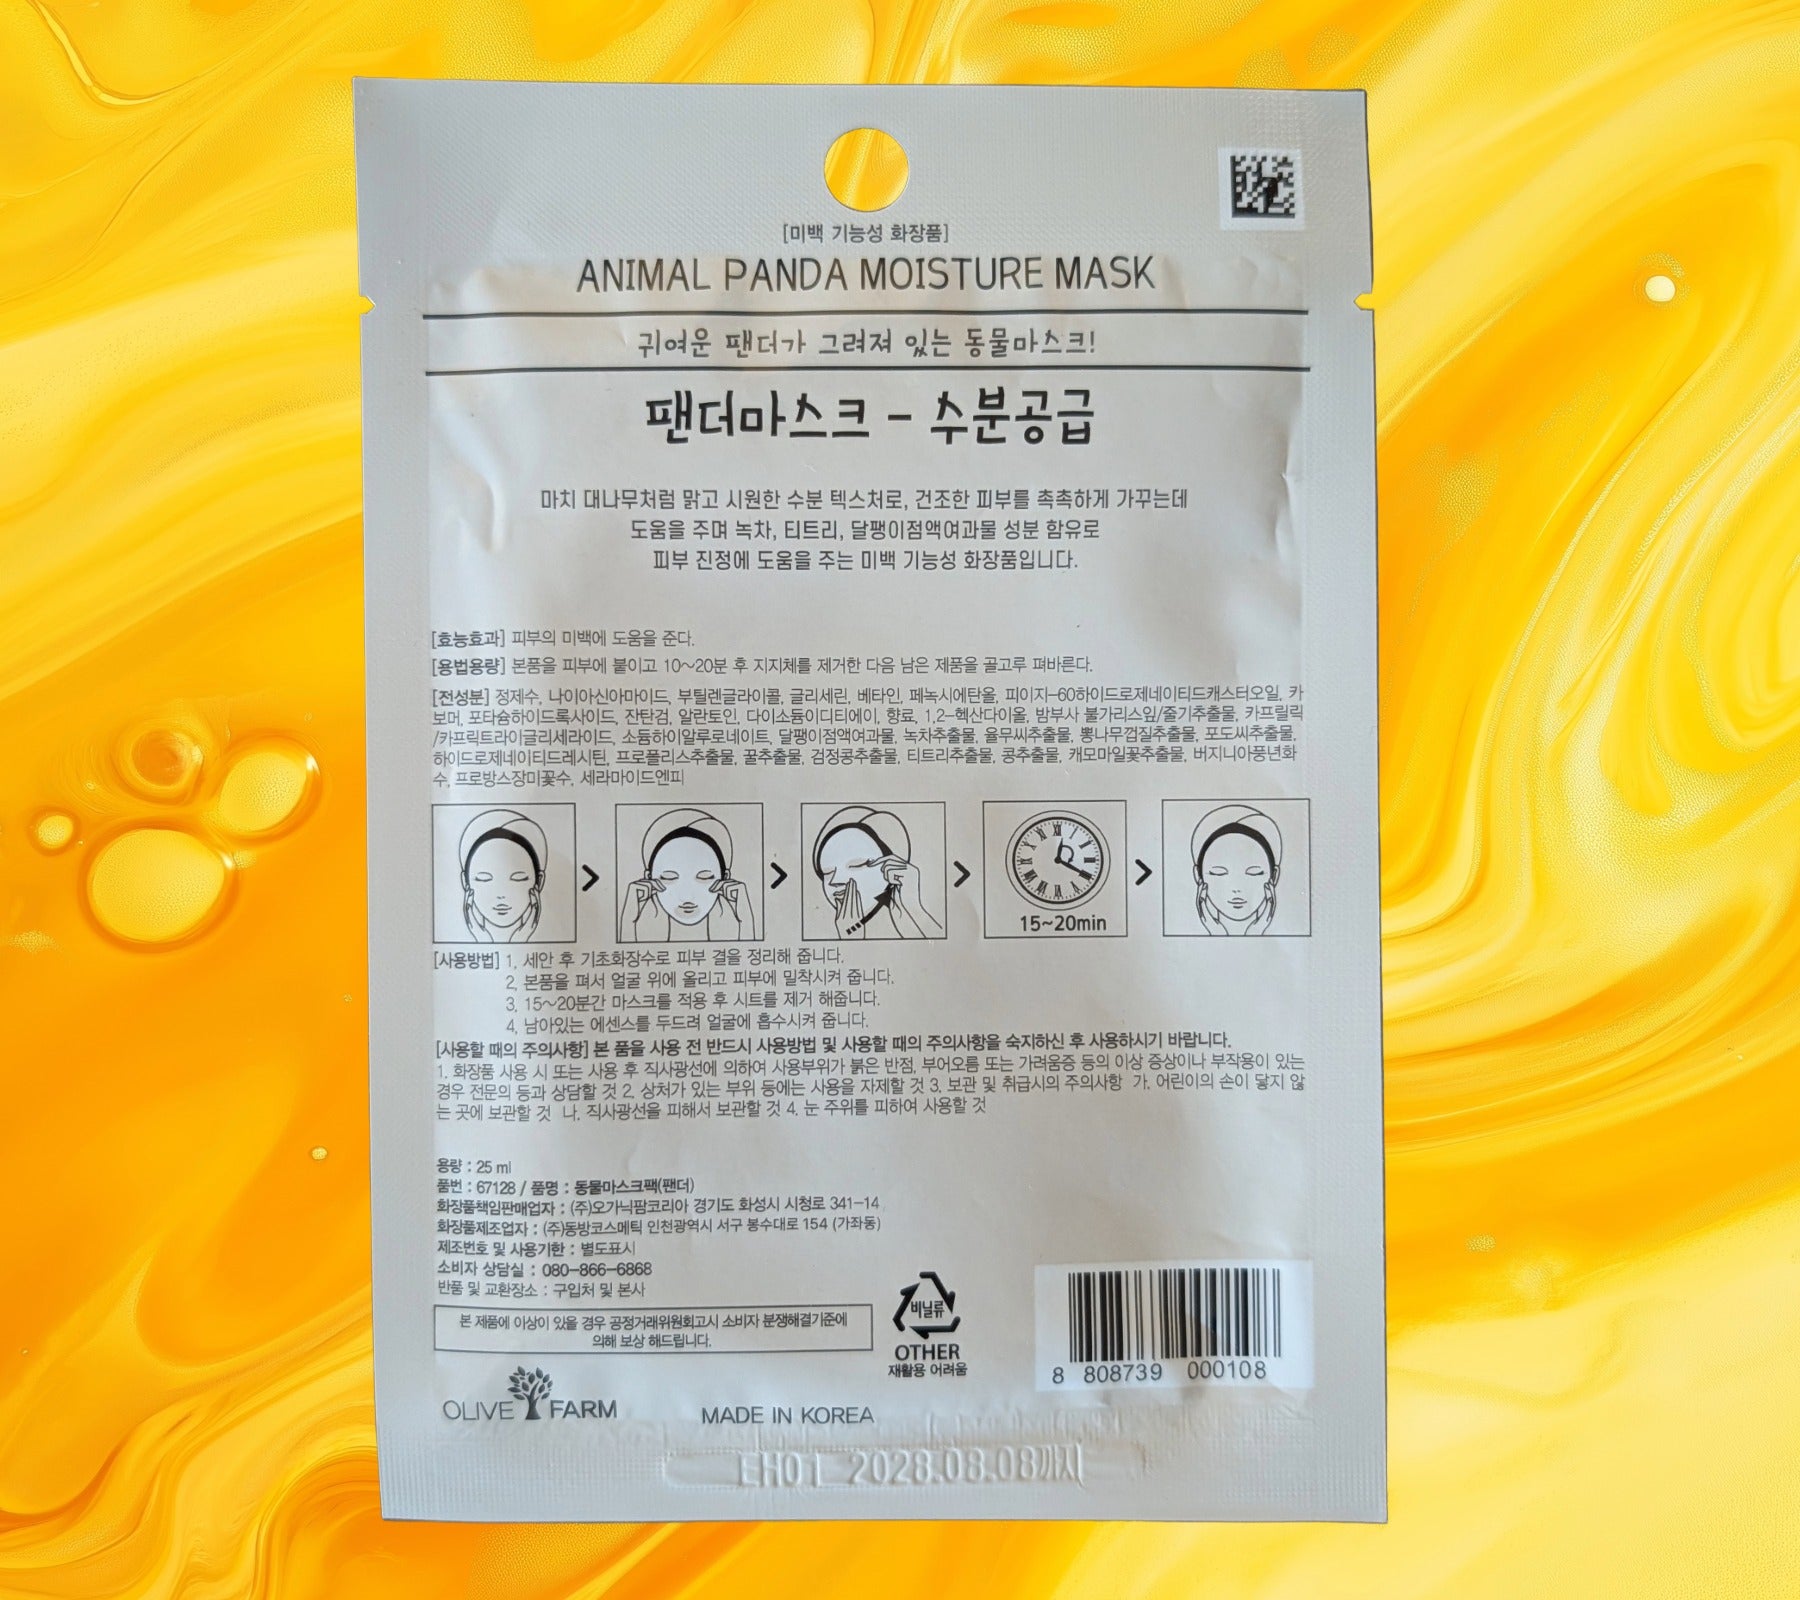 [미백 기능성 화장품]
ANIMAL PANDA MOISTURE MASK
귀여운 팬더가 그려져 있는 동물마스크!
팬더마스크 - 수분공급
마치 대나무처럼 맑고 시원한 수분 텍스처로, 건조한 피부를 촉촉하게 가꾸는데
도움을 주며 녹차, 티트리, 달팽이점액여과물 성분 함유로
피부 진정에 도움을 주는 미백 기능성 화장품입니다.
[효능효과] 피부의 미백에 도움을 준다.
[용법용량] 본품을 피부에 붙이고 10~20분 후 지지체를 제거한 다음 남은 제품을 골고루 펴바른다.
[전성분] 정제수, 나이아신아마이드, 부틸렌글라이콜, 글리세린, 베타인, 페녹시에탄올, 피이지-60하이드로제네이티드캐스터오일, 카
보머, 포타슘하이드록사이드, 잔탄검, 알란토인, 다이소듐이디티에이, 향료, 1,2-헥산다이올, 밤부사 불가리스잎/줄기추출물, 카프릴릭
/카프릭트라이글리세라이드, 소듐하이알루로네이트, 달팽이점액여과물, 녹차추출물, 율무씨추출물, 뽕나무껍질추출물, 포도씨추출물,
하이드로제네이티드레시틴, 프로폴리스추출물, 꿀추출물, 검정콩추출물, 티트리추출물, 콩추출물, 캐모마일꽃추출물, 버지니아풍년화
수, 프로방스장미꽃수, 세라마이드엔피
15~20min
[사용방법] 1. 세안 후 기초화장수로 피부 결을 정리해 줍니다.
2. 본품을 펴서 얼굴 위에 올리고 피부에 밀착시켜 줍니다.
3. 15~20분간 마스크를 적용 후 시트를 제거 해줍니다.
4. 남아있는 에센스를 두드려 얼굴에 흡수시켜 줍니다.
[사용할 때의 주의사항] 본 품을 사용 전 반드시 사용방법 및 사용할 때의 주의사항을 숙지하신 후 사용하시기 바랍니다.
1. 화장품 사용 시 또는 사용 후 직사광선에 의하여 사용부위가 붉은 반점, 부어오름 또는 가려움증 등의 이상 증상이나 부작용이 있는
경우 전문의 등과 상담할 것 2. 상처가 있는 부위 등에는 사용을 자제할 것 3. 보관 및 취급시의 주의사항 가. 어린이의 손이 닿지 않
는 곳에 보관할 것 나. 직사광선을 피해서 보관할 것 4. 눈 주위를 피하여 사용할 것
용량 : 25 ml
품번 : 67128 / 품명 : 동물마스크팩(팬더)
화장품책임판매업자 : (주)오가닉팜코리아 경기도 화성시 시청로 341-14
화장품제조업자 : (주)동방코스메틱 인천광역시 서구 봉수대로 154 (가좌동)
제조번호 및 사용기한 : 별도표시
소비자 상담실 : 080-866-6868
반품 및 교환장소 : 구입처 및 본사
본 제품에 이상이 있을 경우 공정거래위원회고시 소비자 분쟁해결기준에
의해 보상 해드립니다.
비닐류
OTHER
재활용 어려움
8 808739 000108
OLIVE FARM
MADE IN KOREA
EH01 2028.08.08까지